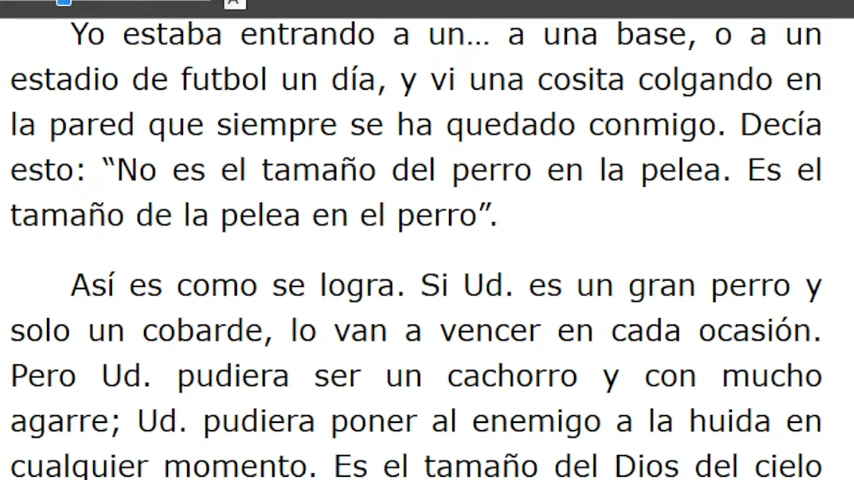 A
Yo estaba entrando a un... a una base, o a un
estadio de futbol un día, y vi una cosita colgando en
la pared que siempre se ha quedado conmigo. Decía
esto: “No es el tamaño del perro en la pelea. Es el
tamaño de la pelea en el perro”.
Así es como se logra. Si Ud. es un gran perro y
solo un cobarde, lo van a vencer en cada ocasión.
Pero Ud. pudiera ser un cachorro y con mucho
agarre; Ud. pudiera poner al enemigo a la huida en
cualquier momento. Es el tamaño del Dios del cielo